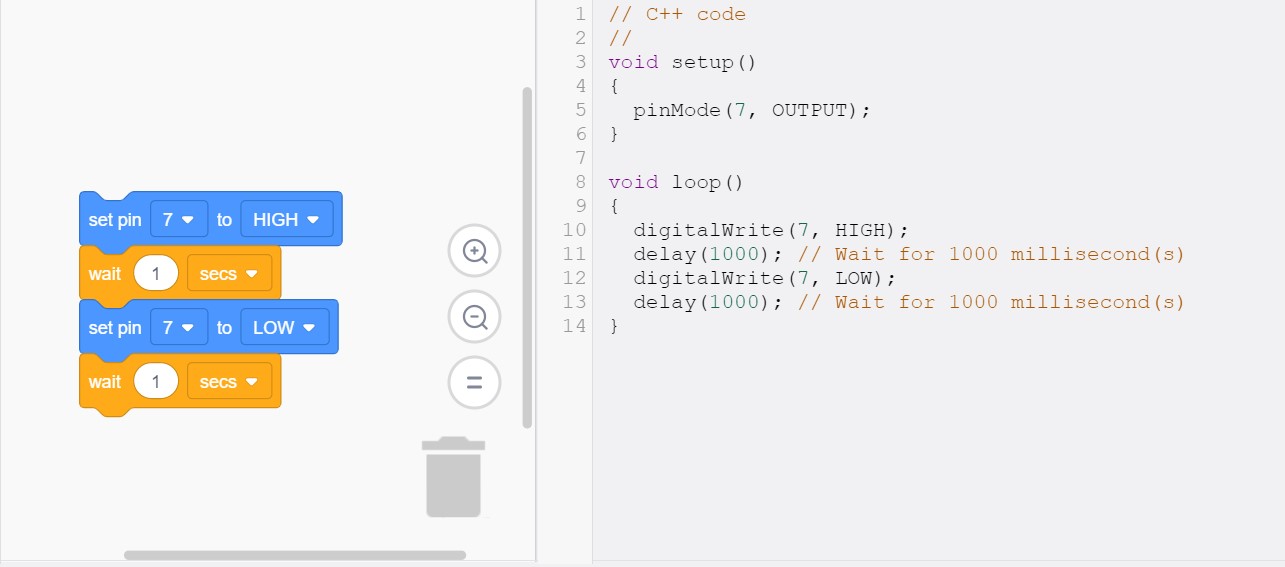 set pin 7 to HIGH
wait 1 secs
set pin 7 to LOW
wait 1 secs
1 // C++ code
2 //
3 void setup()
4 {
5   pinMode(7, OUTPUT);
6 }
7
8 void loop()
9 {
10   digitalWrite(7, HIGH);
11   delay(1000); // Wait for 1000 millisecond(s)
12   digitalWrite(7, LOW);
13   delay(1000); // Wait for 1000 millisecond(s)
14 }